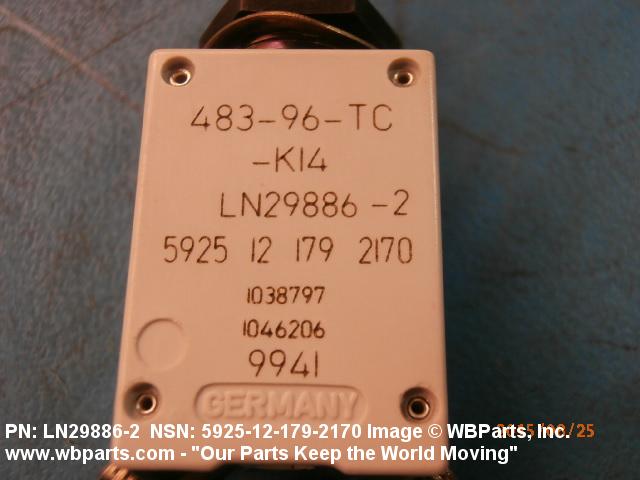 483-96-TC
-K14
LN29886-2
5925 12 179 2170
1038797
1046206
9941
GERMANY
PN: LN29886-2 NSN: 5925-12-179-2170 Image © WBParts, Inc.
www.wbparts.com - "Our Parts Keep the World Moving"